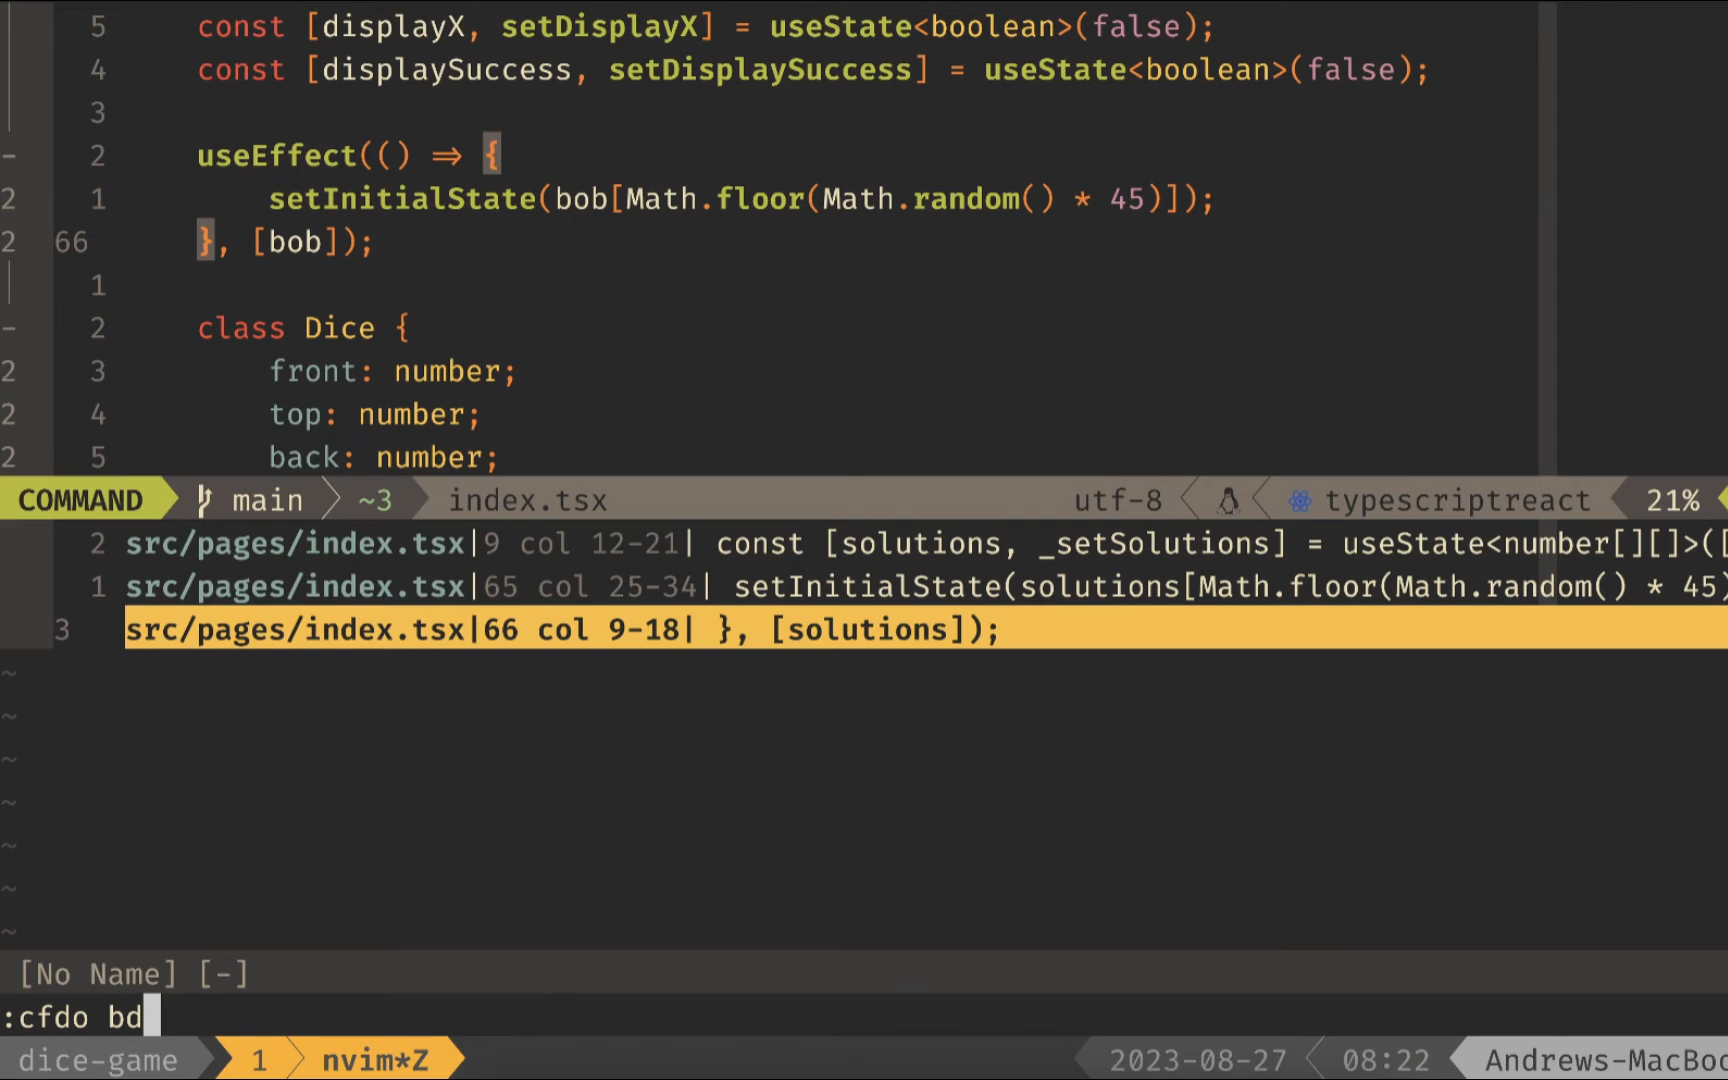 5 const [displayX, setDisplayX] = useState<boolean>(false);
4 const [displaySuccess, setDisplaySuccess] = useState<boolean>(false);
3
- 2 useEffect(() => {
2 1 setInitialState(bob[Math.floor(Math.random() * 45)]);
2 66 }, [bob]);
1
- 2 class Dice {
2 3 front: number;
2 4 top: number;
2 5 back: number;
COMMAND main ~3 index.tsx utf-8 typescriptreact 21%
2 src/pages/index.tsx|9 col 12-21| const [solutions, _setSolutions] = useState<number[][]>([
1 src/pages/index.tsx|65 col 25-34| setInitialState(solutions[Math.floor(Math.random() * 45)
3 src/pages/index.tsx|66 col 9-18| }, [solutions]);
~
~
~
~
~
~
~
[No Name] [-]
:cfdo bd
dice-game 1 nvim*Z 2023-08-27 08:22 Andrews-MacBoo